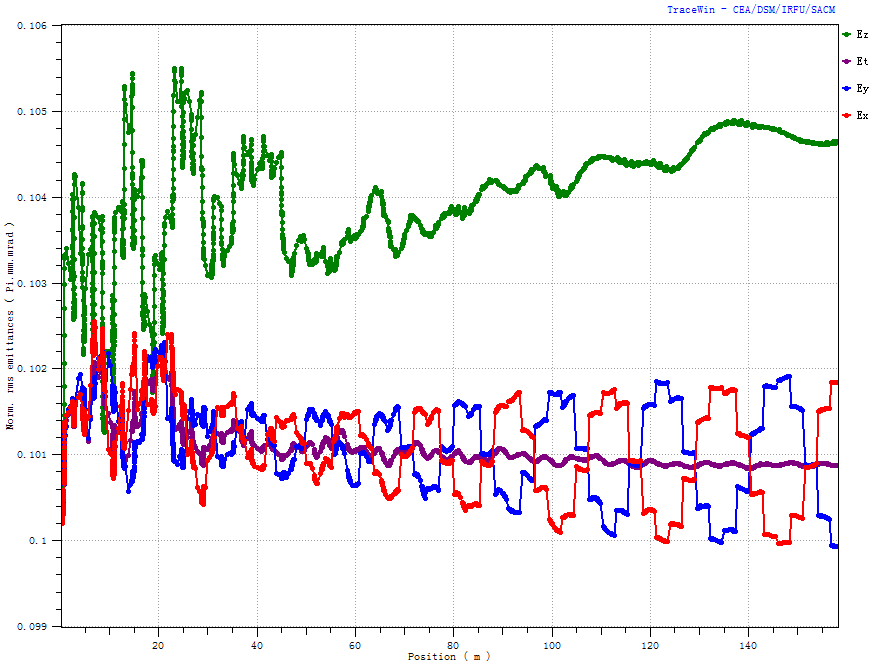 TraceWin - CEA/DSM/IRFU/SACM
0.106
0.105
0.104
0.103
0.102
0.101
0.1
0.099
Norm. rms emittances ( Pi.mm.mrad )
20
40
60
80
100
120
140
Position ( m )
Ez
Et
Ey
Ex